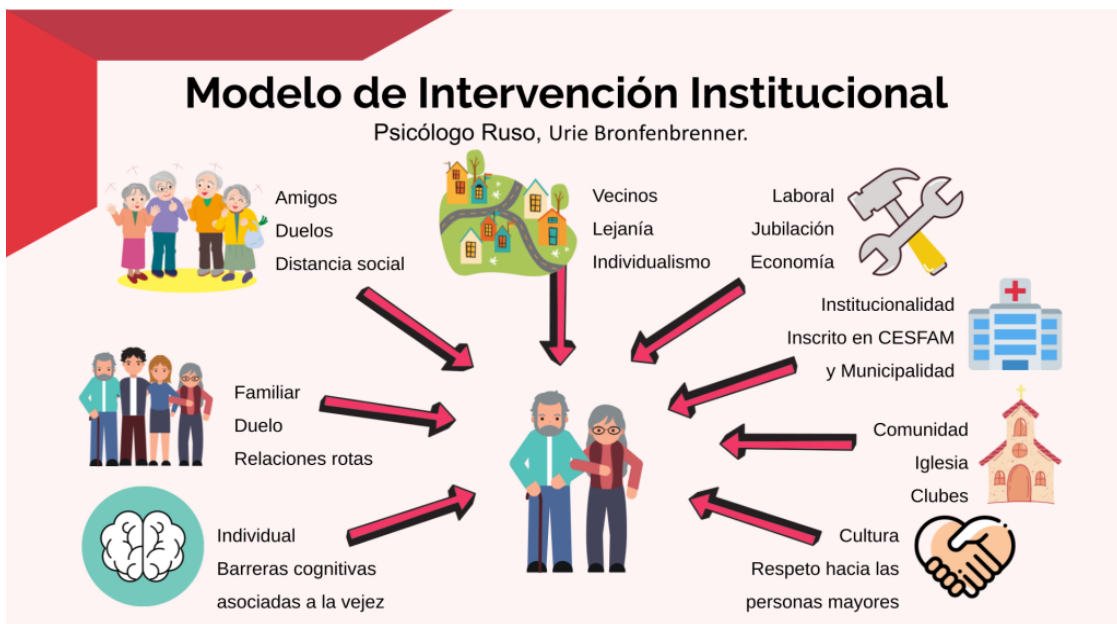 Modelo de Intervención Institucional
Psicólogo Ruso, Urie Bronfenbrenner.
Amigos
Duelos
Distancia social
Vecinos
Lejanía
Individualismo
Laboral
Jubilación
Economía
Institucionalidad
Inscrito en CESFAM
y Municipalidad
Familiar
Duelo
Relaciones rotas
Comunidad
Iglesia
Clubes
Individual
Barreras cognitivas
asociadas a la vejez
Cultura
Respeto hacia las
personas mayores